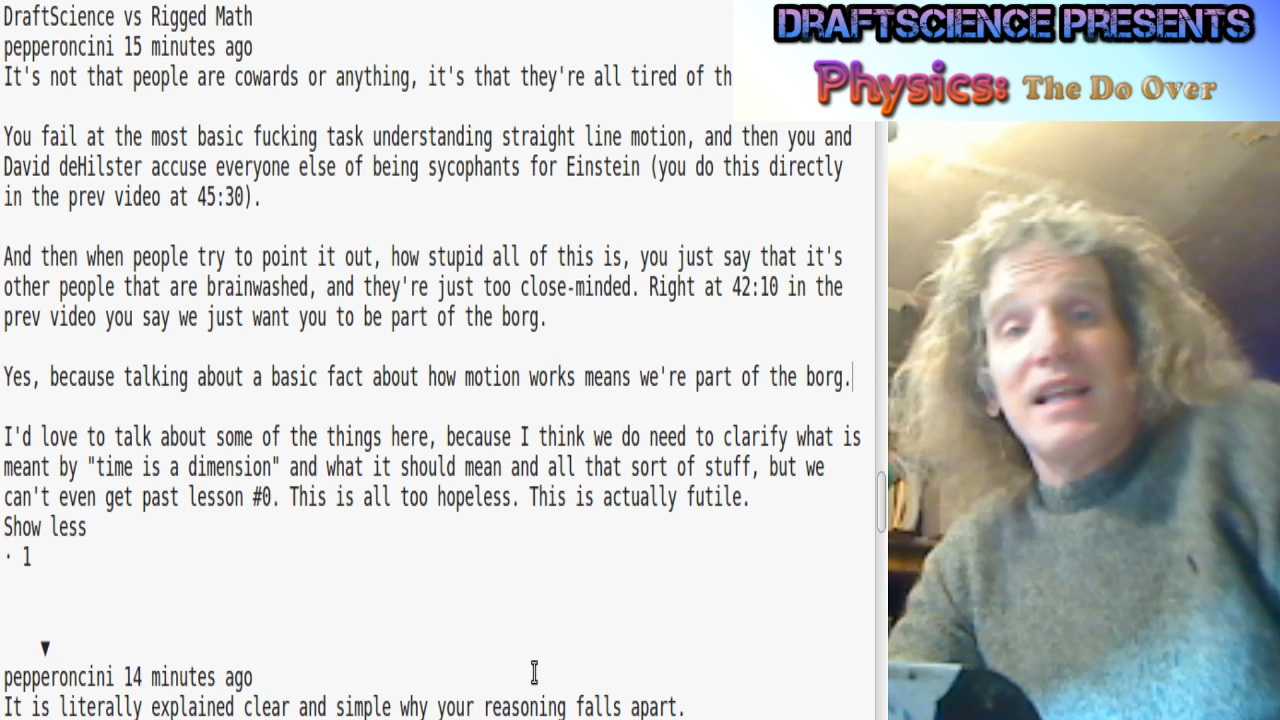 DraftScience vs Rigged Math
pepperoncini 15 minutes ago
It's not that people are cowards or anything, it's that they're all tired of th
You fail at the most basic fucking task understanding straight line motion, and then you and
David deHilster accuse everyone else of being sycophants for Einstein (you do this directly
in the prev video at 45:30).
And then when people try to point it out, how stupid all of this is, you just say that it's
other people that are brainwashed, and they're just too close-minded. Right at 42:10 in the
prev video you say we just want you to be part of the borg.
Yes, because talking about a basic fact about how motion works means we're part of the borg.
I'd love to talk about some of the things here, because I think we do need to clarify what is
meant by "time is a dimension" and what it should mean and all that sort of stuff, but we
can't even get past lesson #0. This is all too hopeless. This is actually futile.
Show less
· 1
pepperoncini 14 minutes ago
It is literally explained clear and simple why your reasoning falls apart.
DRAFTSCIENCE PRESENTS
Physics: The Do Over